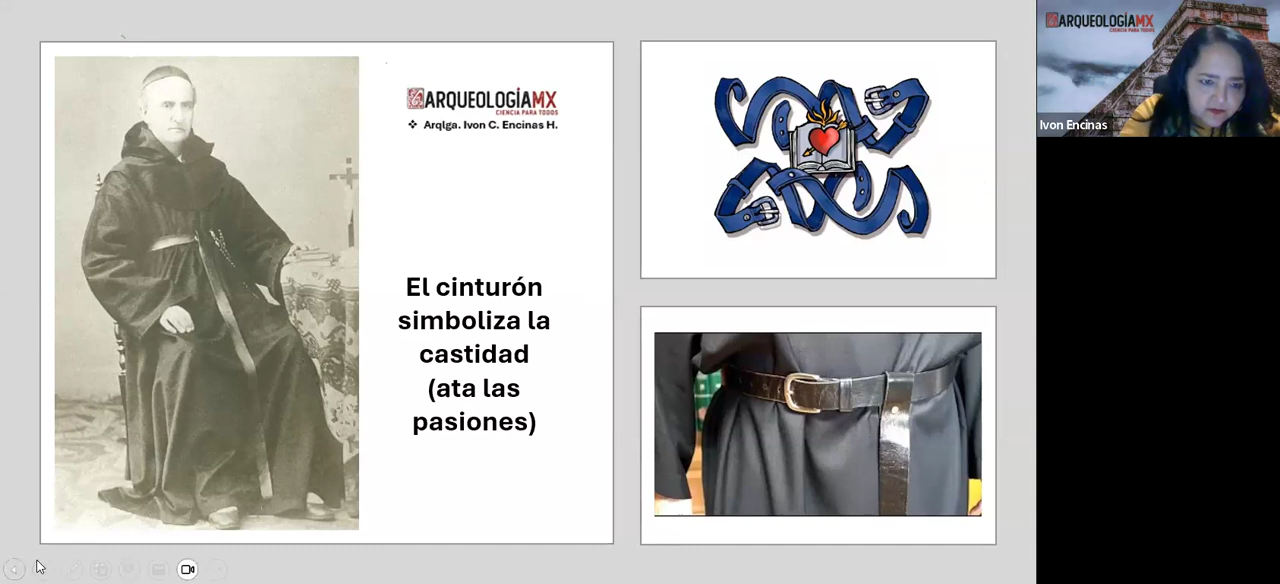 ARQUEOLOGÍAMX
CIENCIA PARA TODOS
❖ Arqlga. Ivon C. Encinas H.
El cinturón
simboliza la
castidad
(ata las
pasiones)
ARQUEOLOGÍAMX
CIENCIA PARA TODOS
Ivon Encinas